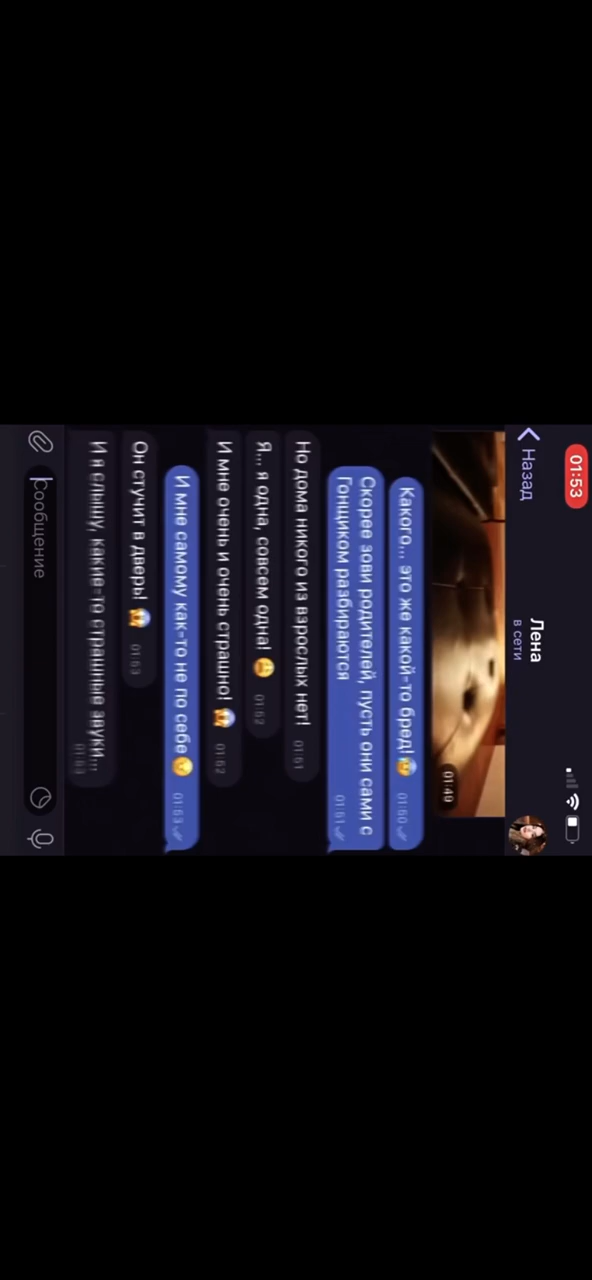 01:53
Назад
Лена
в сети
01:49
Какого... это же какой-то бред!😱 01:50
Скорее зови родителей, пусть они сами с
Гонщиком разбираются 01:51
Но дома никого из взрослых нет! 01:51
Я... я одна, совсем одна! 01:52
И мне очень и очень страшно!😱 01:52
И мне самому как-то не по себе 01:53
Он стучит в дверь!😱 01:53
И я слышу, какие-то страшные звуки... 01:53
Сообщение